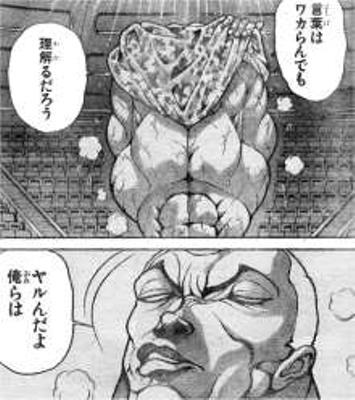 言葉は
ワカらんでも
理解るだろう
ヤルんだよ
俺らは